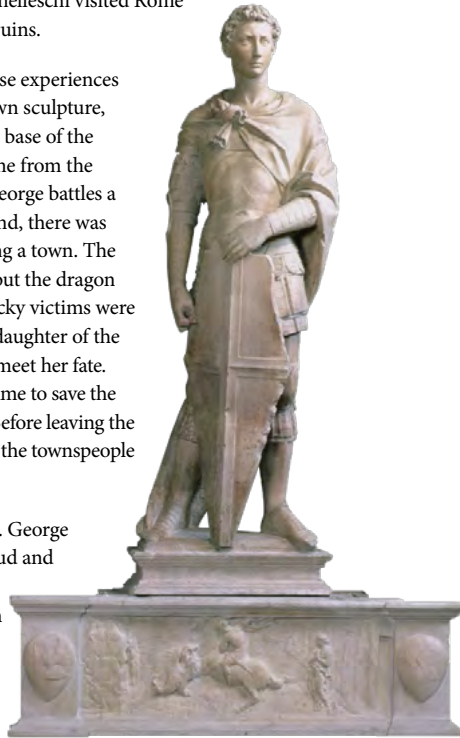 nelleschi visited Rome
uins.
se experiences
wn sculpture,
base of the
ne from the
eorge battles a
nd, there was
ng a town. The
out the dragon
cky victims were
daughter of the
meet her fate.
me to save the
Before leaving the
the townspeople
. George
ud and
n